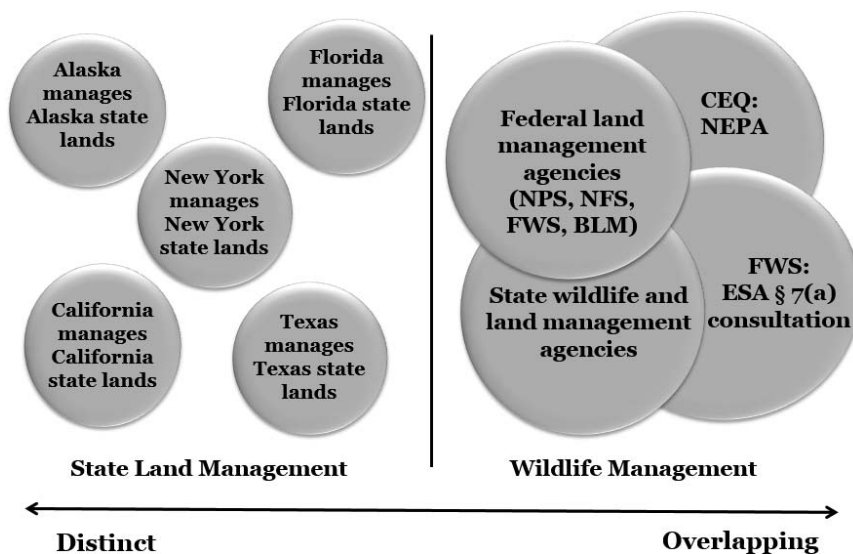 Alaska
manages
Alaska state
lands
Florida
manages
Florida state
lands
New York
manages
New York
state lands
California
manages
California
state lands
Texas
manages
Texas state
lands
State Land Management
CEQ:
NEPA
Federal land
management
agencies
(NPS, NFS,
FWS, BLM)
FWS:
ESA § 7(a)
consultation
State wildlife and
land management
agencies
Wildlife Management
Distinct
Overlapping